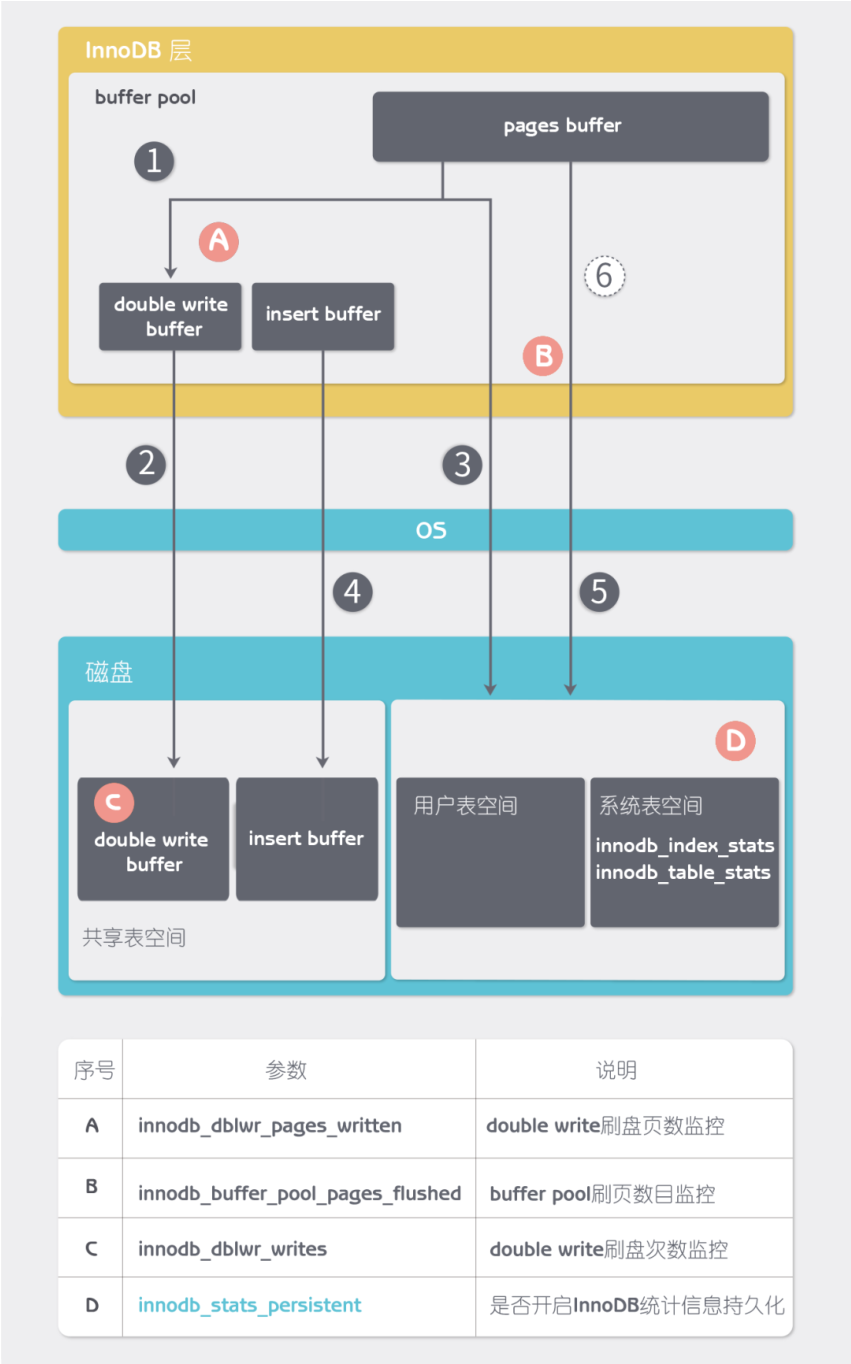 InnoDB 层
buffer pool
pages buffer
1
A
6
double write
buffer
insert buffer
B
2
3
OS
4
5
磁盘
D
C
double write
buffer
insert buffer
用户表空间
系统表空间
innodb_index_stats
innodb_table_stats
共享表空间
序号 参数 说明
A innodb_dblwr_pages_written double write刷盘页数监控
B innodb_buffer_pool_pages_flushed buffer pool刷页数目监控
C innodb_dblwr_writes double write刷盘次数监控
D innodb_stats_persistent 是否开启InnoDB统计信息持久化